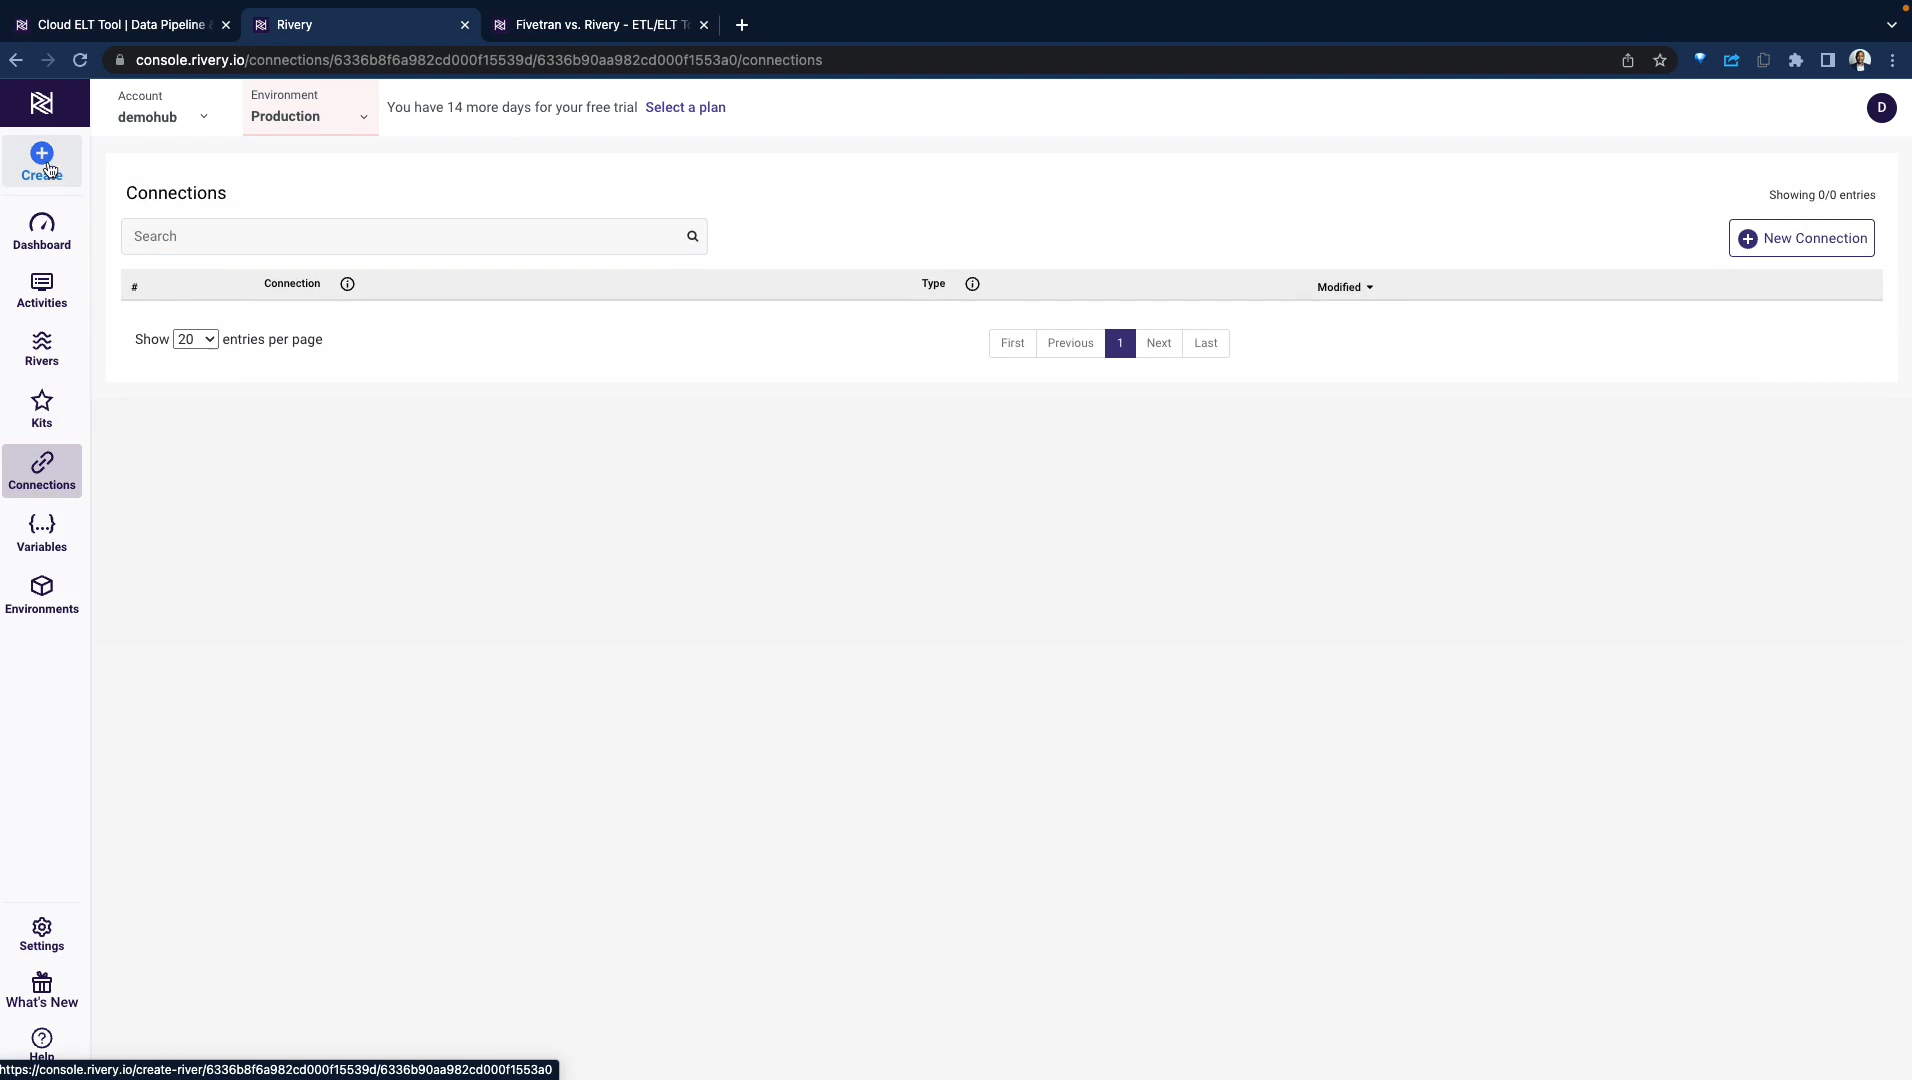 Cloud ELT Tool | Data Pipeline
Rivery
Fivetran vs. Rivery - ETL/ELT
console.rivery.io/connections/6336b8f6a982cd000f15539d/6336b90aa982cd000f1553a0/connections
Account
demohub
Environment
Production
You have 14 more days for your free trial Select a plan
D
Create
Dashboard
Activities
Rivers
Kits
Connections
Variables
Environments
Settings
What's New
Help
Connections
Showing 0/0 entries
Search
New Connection
# Connection Type Modified
Show 20 entries per page
First Previous 1 Next Last
https://console.rivery.io/create-river/6336b8f6a982cd000f15539d/6336b90aa982cd000f1553a0